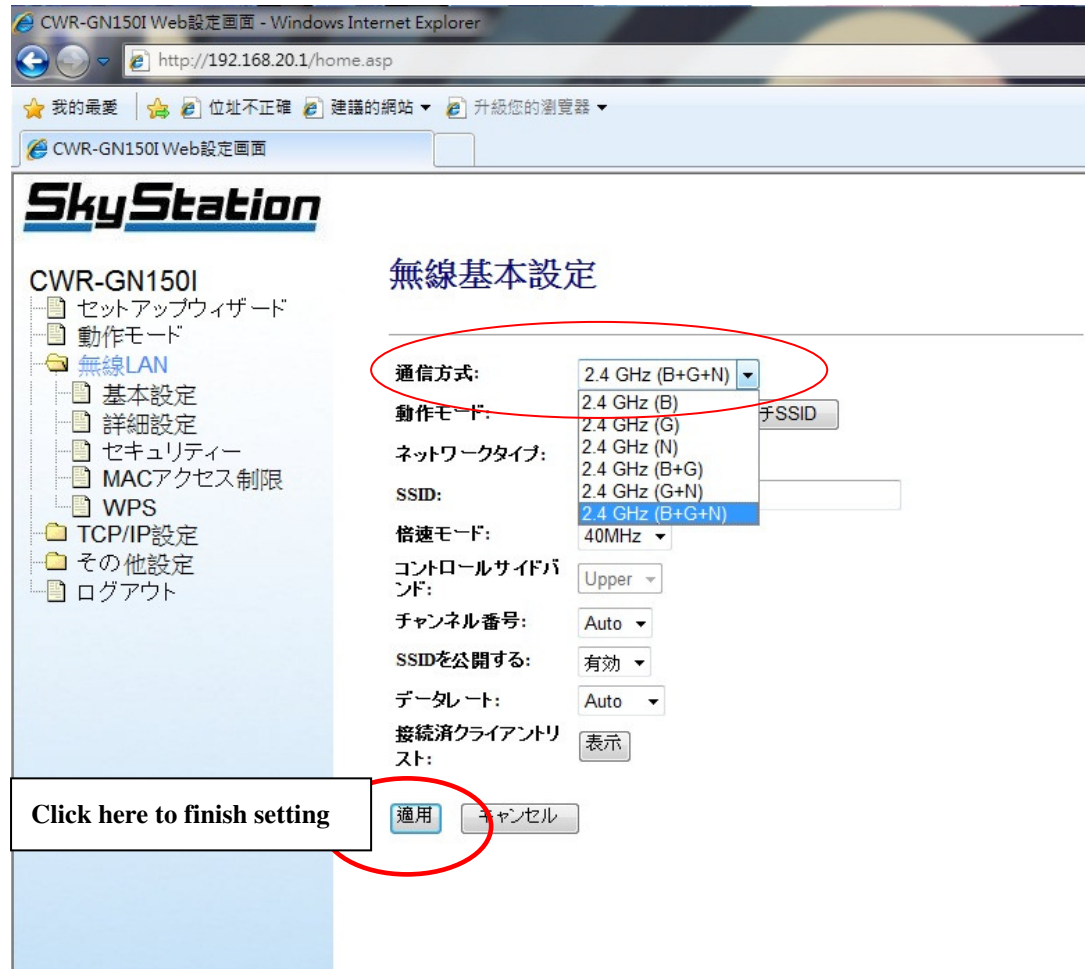 CWR-GN150I Web設定画面 - Windows Internet Explorer
http://192.168.20.1/home.asp
我的最愛 位址不正確 建議的網站 升級您的瀏覽器
CWR-GN150I Web設定画面
SkyStation
CWR-GN150I
セットアップウィザード
動作モード
無線LAN
基本設定
詳細設定
セキュリティー
MACアクセス制限
WPS
TCP/IP設定
その他設定
ログアウト
無線基本設定
通信方式: 2.4 GHz (B+G+N)
2.4 GHz (B)
2.4 GHz (G)
2.4 GHz (N)
2.4 GHz (B+G)
2.4 GHz (G+N)
2.4 GHz (B+G+N)
動作モード: チSSID
ネットワークタイプ:
SSID:
倍速モード: 40MHz
コントロールサイドバ
ンド: Upper
チャンネル番号: Auto
SSIDを公開する: 有効
データレート: Auto
接続済クライアントリ
スト: 表示
Click here to finish setting
適用 キャンセル